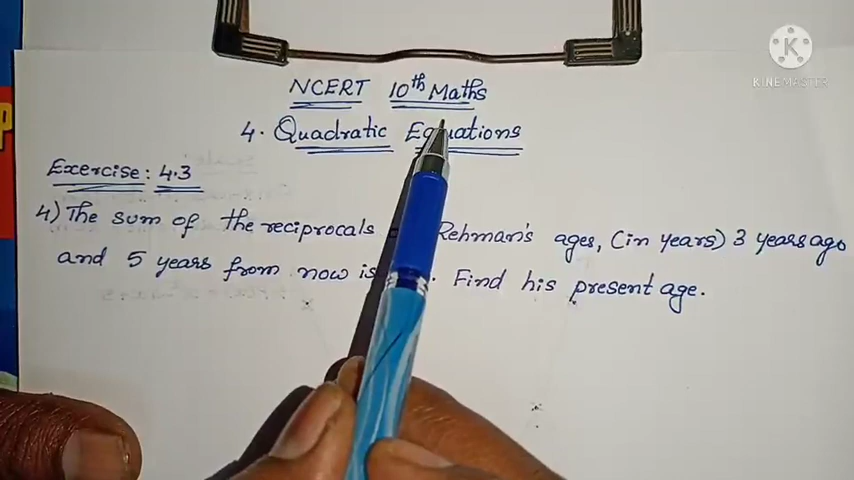 NCERT 10th Maths
4. Quadratic Equations
Exercise: 4.3
4) The sum of the reciprocals Rehman's ages, (in years) 3 years ago
and 5 years from now is . Find his present age.
KINEMASTER